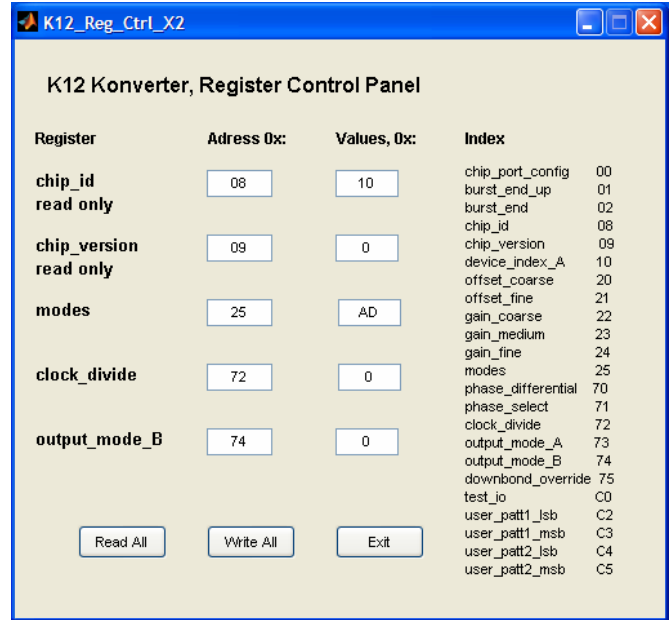 K12_Reg_Ctrl_X2
K12 Konverter, Register Control Panel
Register Adress 0x: Values, 0x:
chip_id 08 10
read only
chip_version 09 0
read only
modes 25 AD
clock_divide 72 0
output_mode_B 74 0
Read All Write All Exit
Index
chip_port_config 00
burst_end_up 01
burst_end 02
chip_id 08
chip_version 09
device_index_A 10
offset_coarse 20
offset_fine 21
gain_coarse 22
gain_medium 23
gain_fine 24
modes 25
phase_differential 70
phase_select 71
clock_divide 72
output_mode_A 73
output_mode_B 74
downbond_override 75
test_io C0
user_patt1_lsb C2
user_patt1_msb C3
user_patt2_lsb C4
user_patt2_msb C5